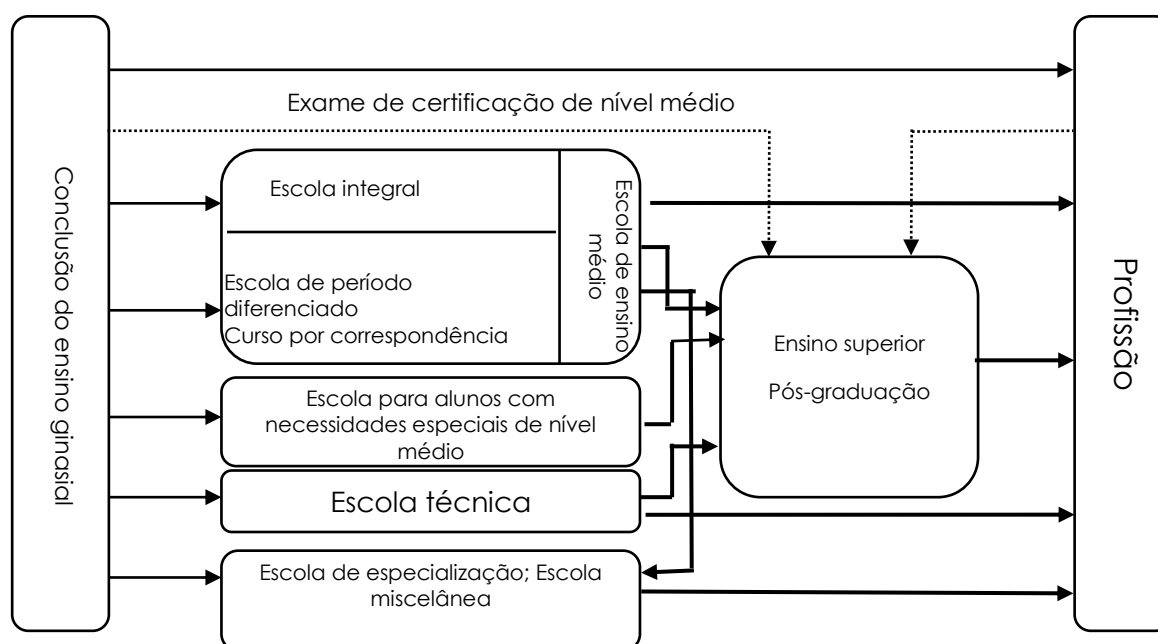 Conclusão do ensino ginasial
Exame de certificação de nível médio
Escola integral
Escola de período
diferenciado
Curso por correspondência
Escola de ensino
médio
Escola para alunos com
necessidades especiais de nível
médio
Escola técnica
Escola de especialização; Escola
miscelânea
Ensino superior
Pós-graduação
Profissão